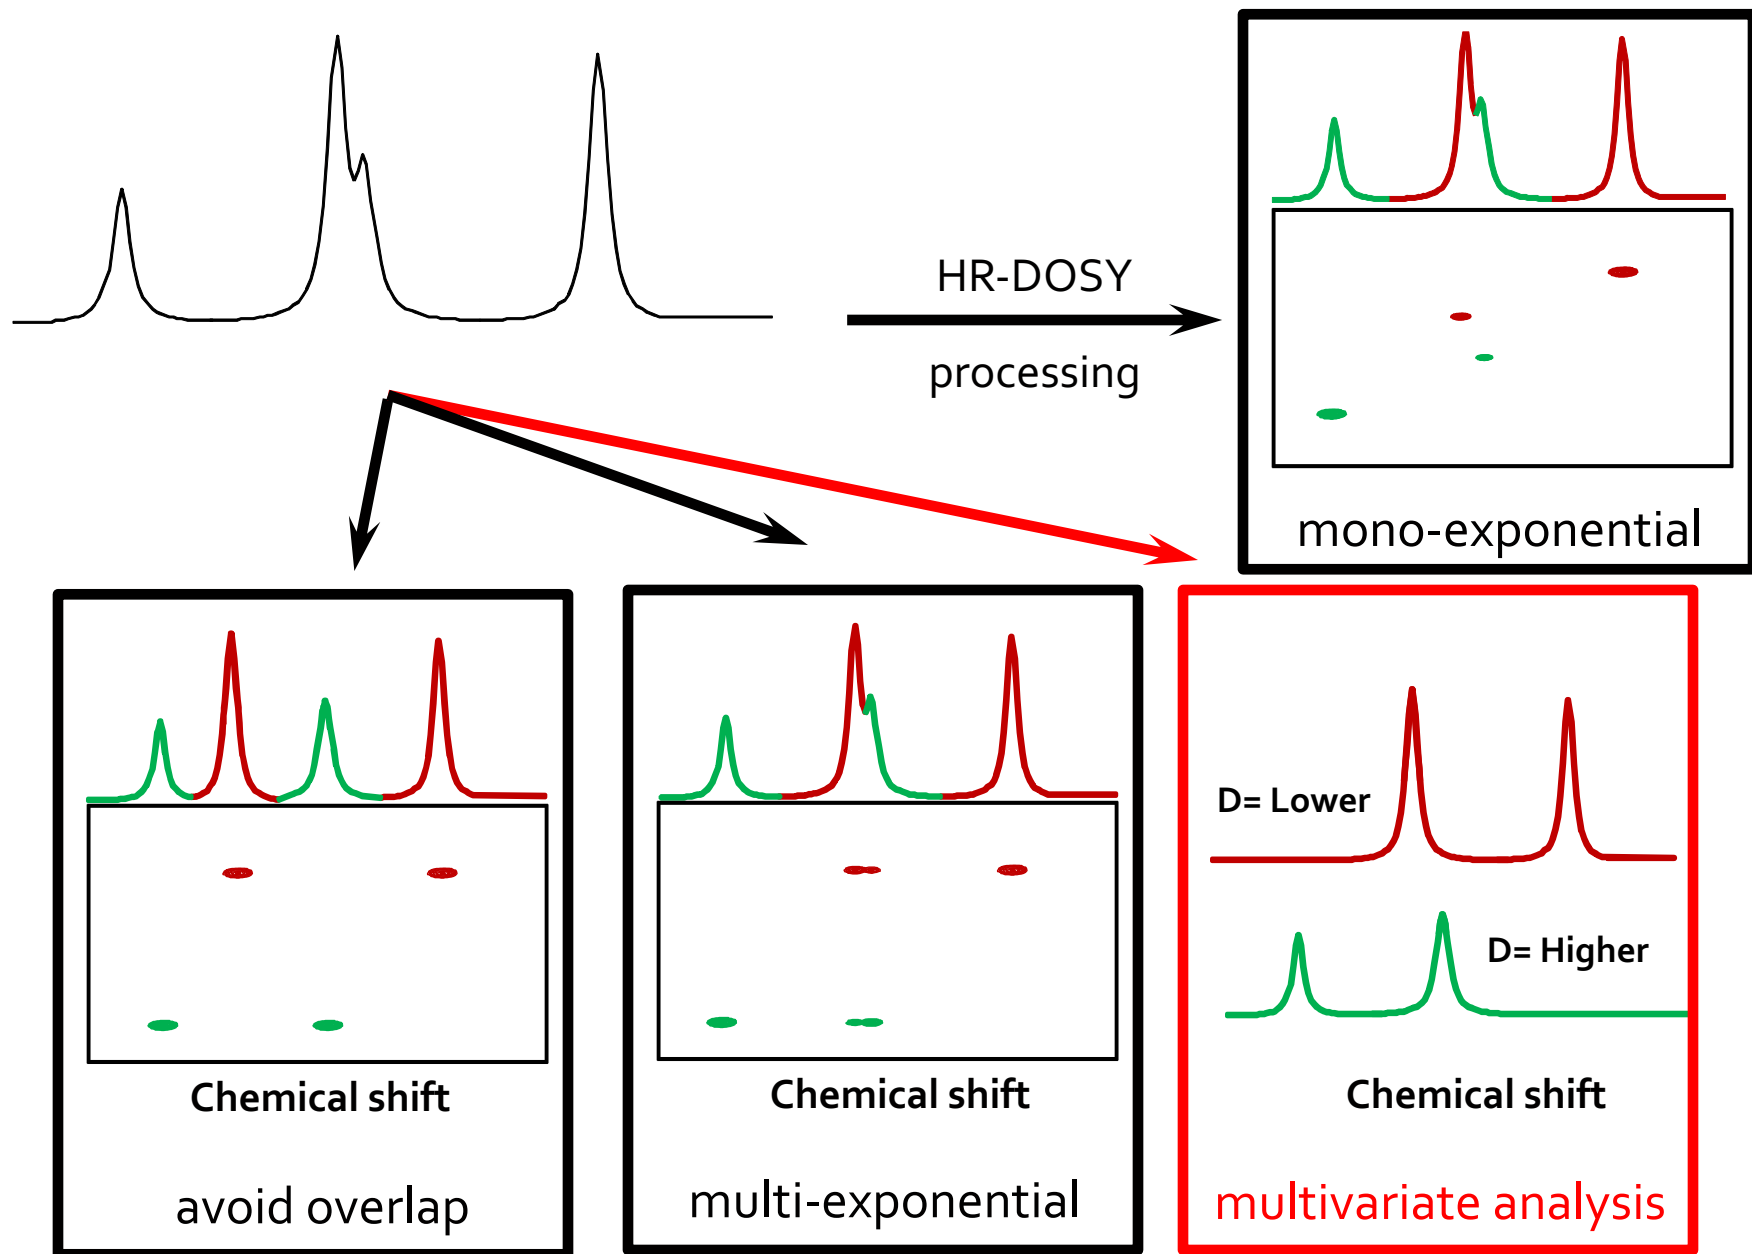 HR-DOSY
processing
mono-exponential
D= Lower
D= Higher
Chemical shift
Chemical shift
Chemical shift
avoid overlap
multi-exponential
multivariate analysis